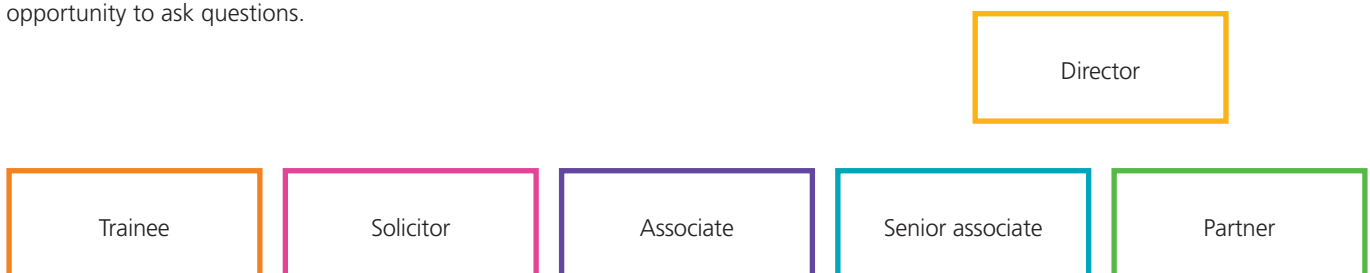 opportunity to ask questions.
Director
Trainee
Solicitor
Associate
Senior associate
Partner